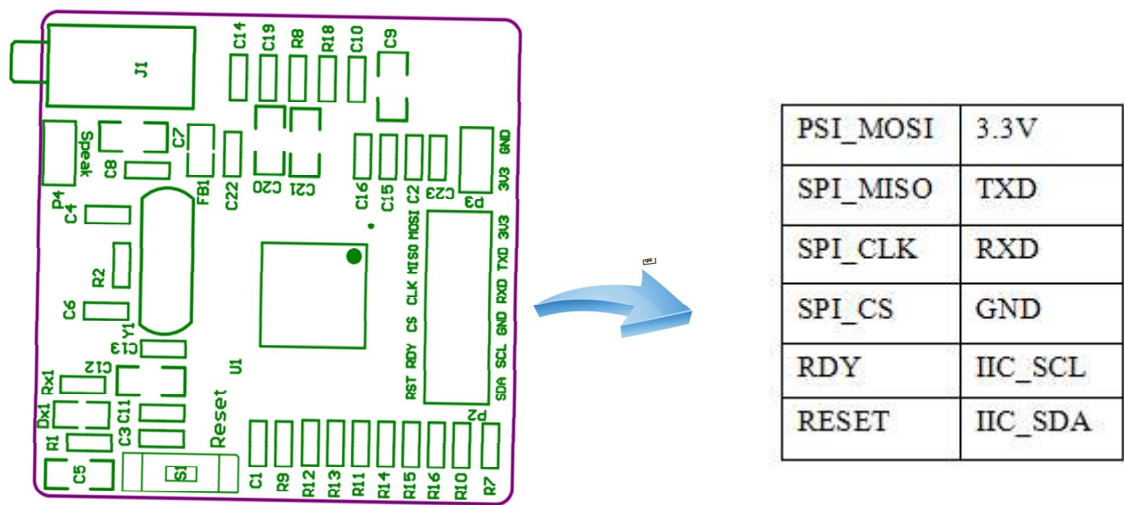 C14
C19
R8
R18
C10
C9
J1
Speak
C7
C8
FB1
C22
C20
C21
C16
C15
C2
C23
3V3 GND
P3
P4
C4
R2
C6
Y1
C13
C12
U1
RST RDY CS CLK MISO MOSI
SDA SCL GND RXD TXD 3V3
P2
Rx1
Dx1
C11
R1
C3
Reset
C5
S1
C1
R9
R12
R13
R11
R14
R15
R16
R10
R7
PSI_MOSI 3.3V
SPI_MISO TXD
SPI_CLK RXD
SPI_CS GND
RDY IIC_SCL
RESET IIC_SDA